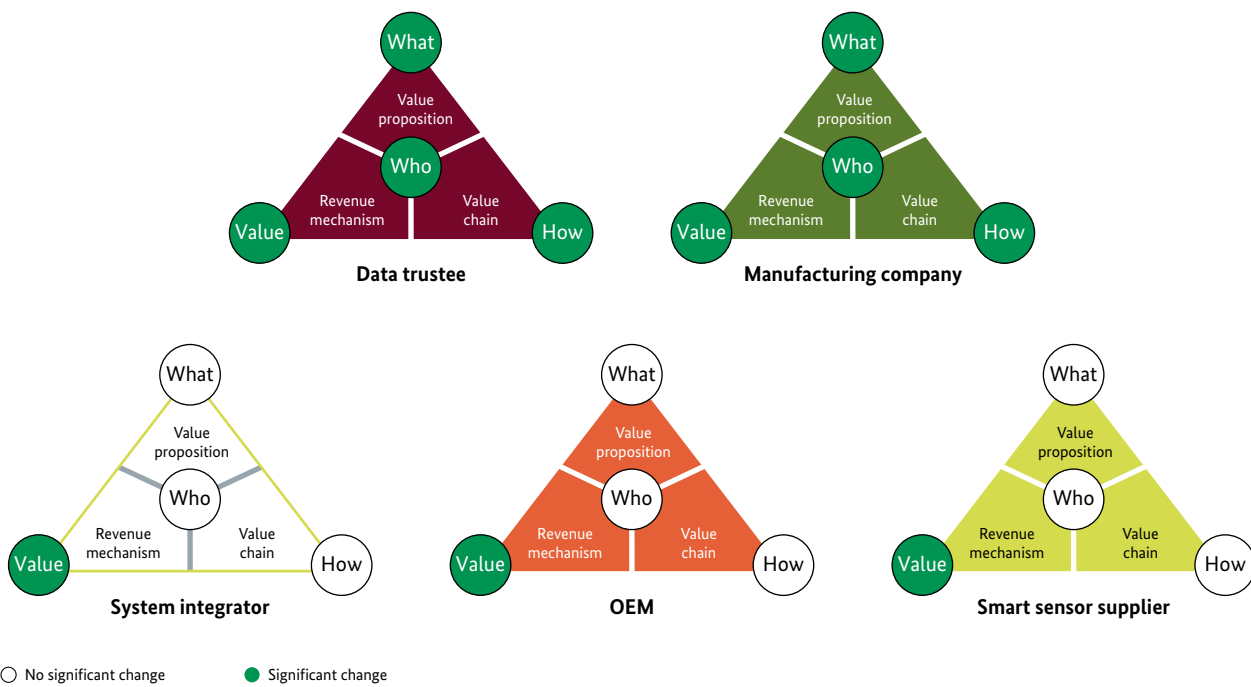 What
Value
proposition
Who
Revenue
mechanism
Value
chain
Value
How
Data trustee
What
Value
proposition
Who
Revenue
mechanism
Value
chain
Value
How
Manufacturing company
What
Value
proposition
Who
Revenue
mechanism
Value
chain
Value
How
System integrator
What
Value
proposition
Who
Revenue
mechanism
Value
chain
Value
How
OEM
What
Value
proposition
Who
Revenue
mechanism
Value
chain
Value
How
Smart sensor supplier
No significant change
Significant change